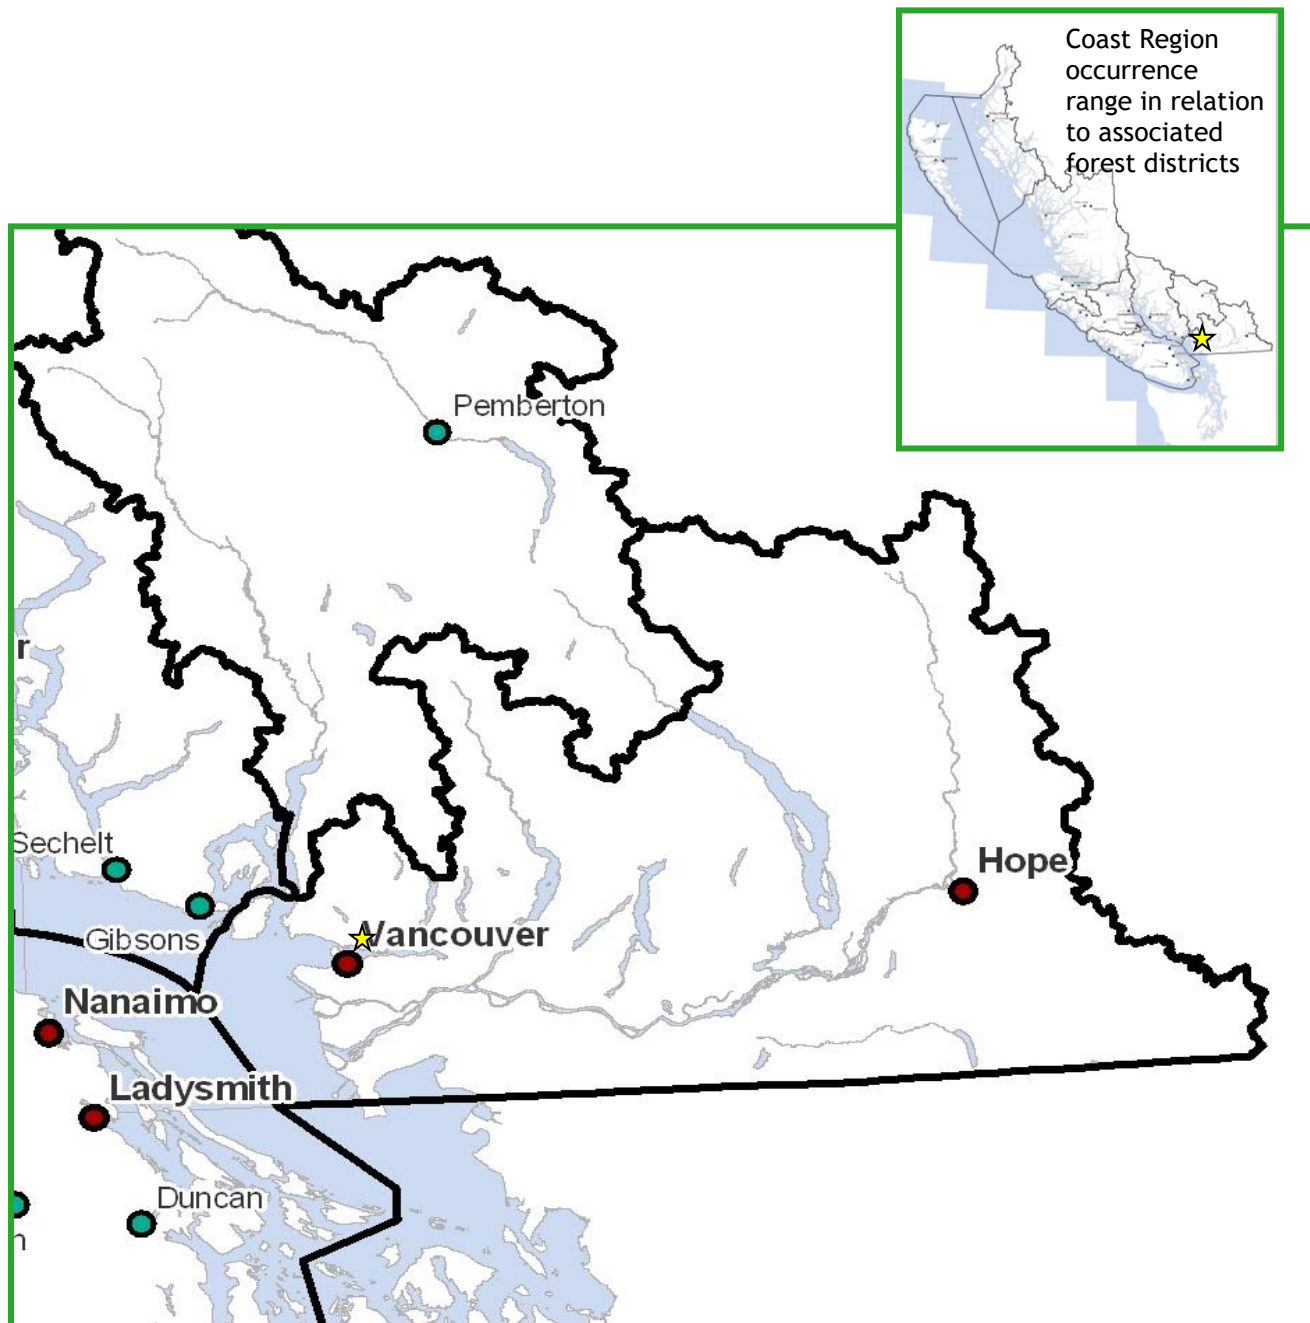 Coast Region
occurrence
range in relation
to associated
forest districts
Pemberton
r
Sechelt
Hope
Vancouver
Gibsons
Nanaimo
Ladysmith
Duncan
n